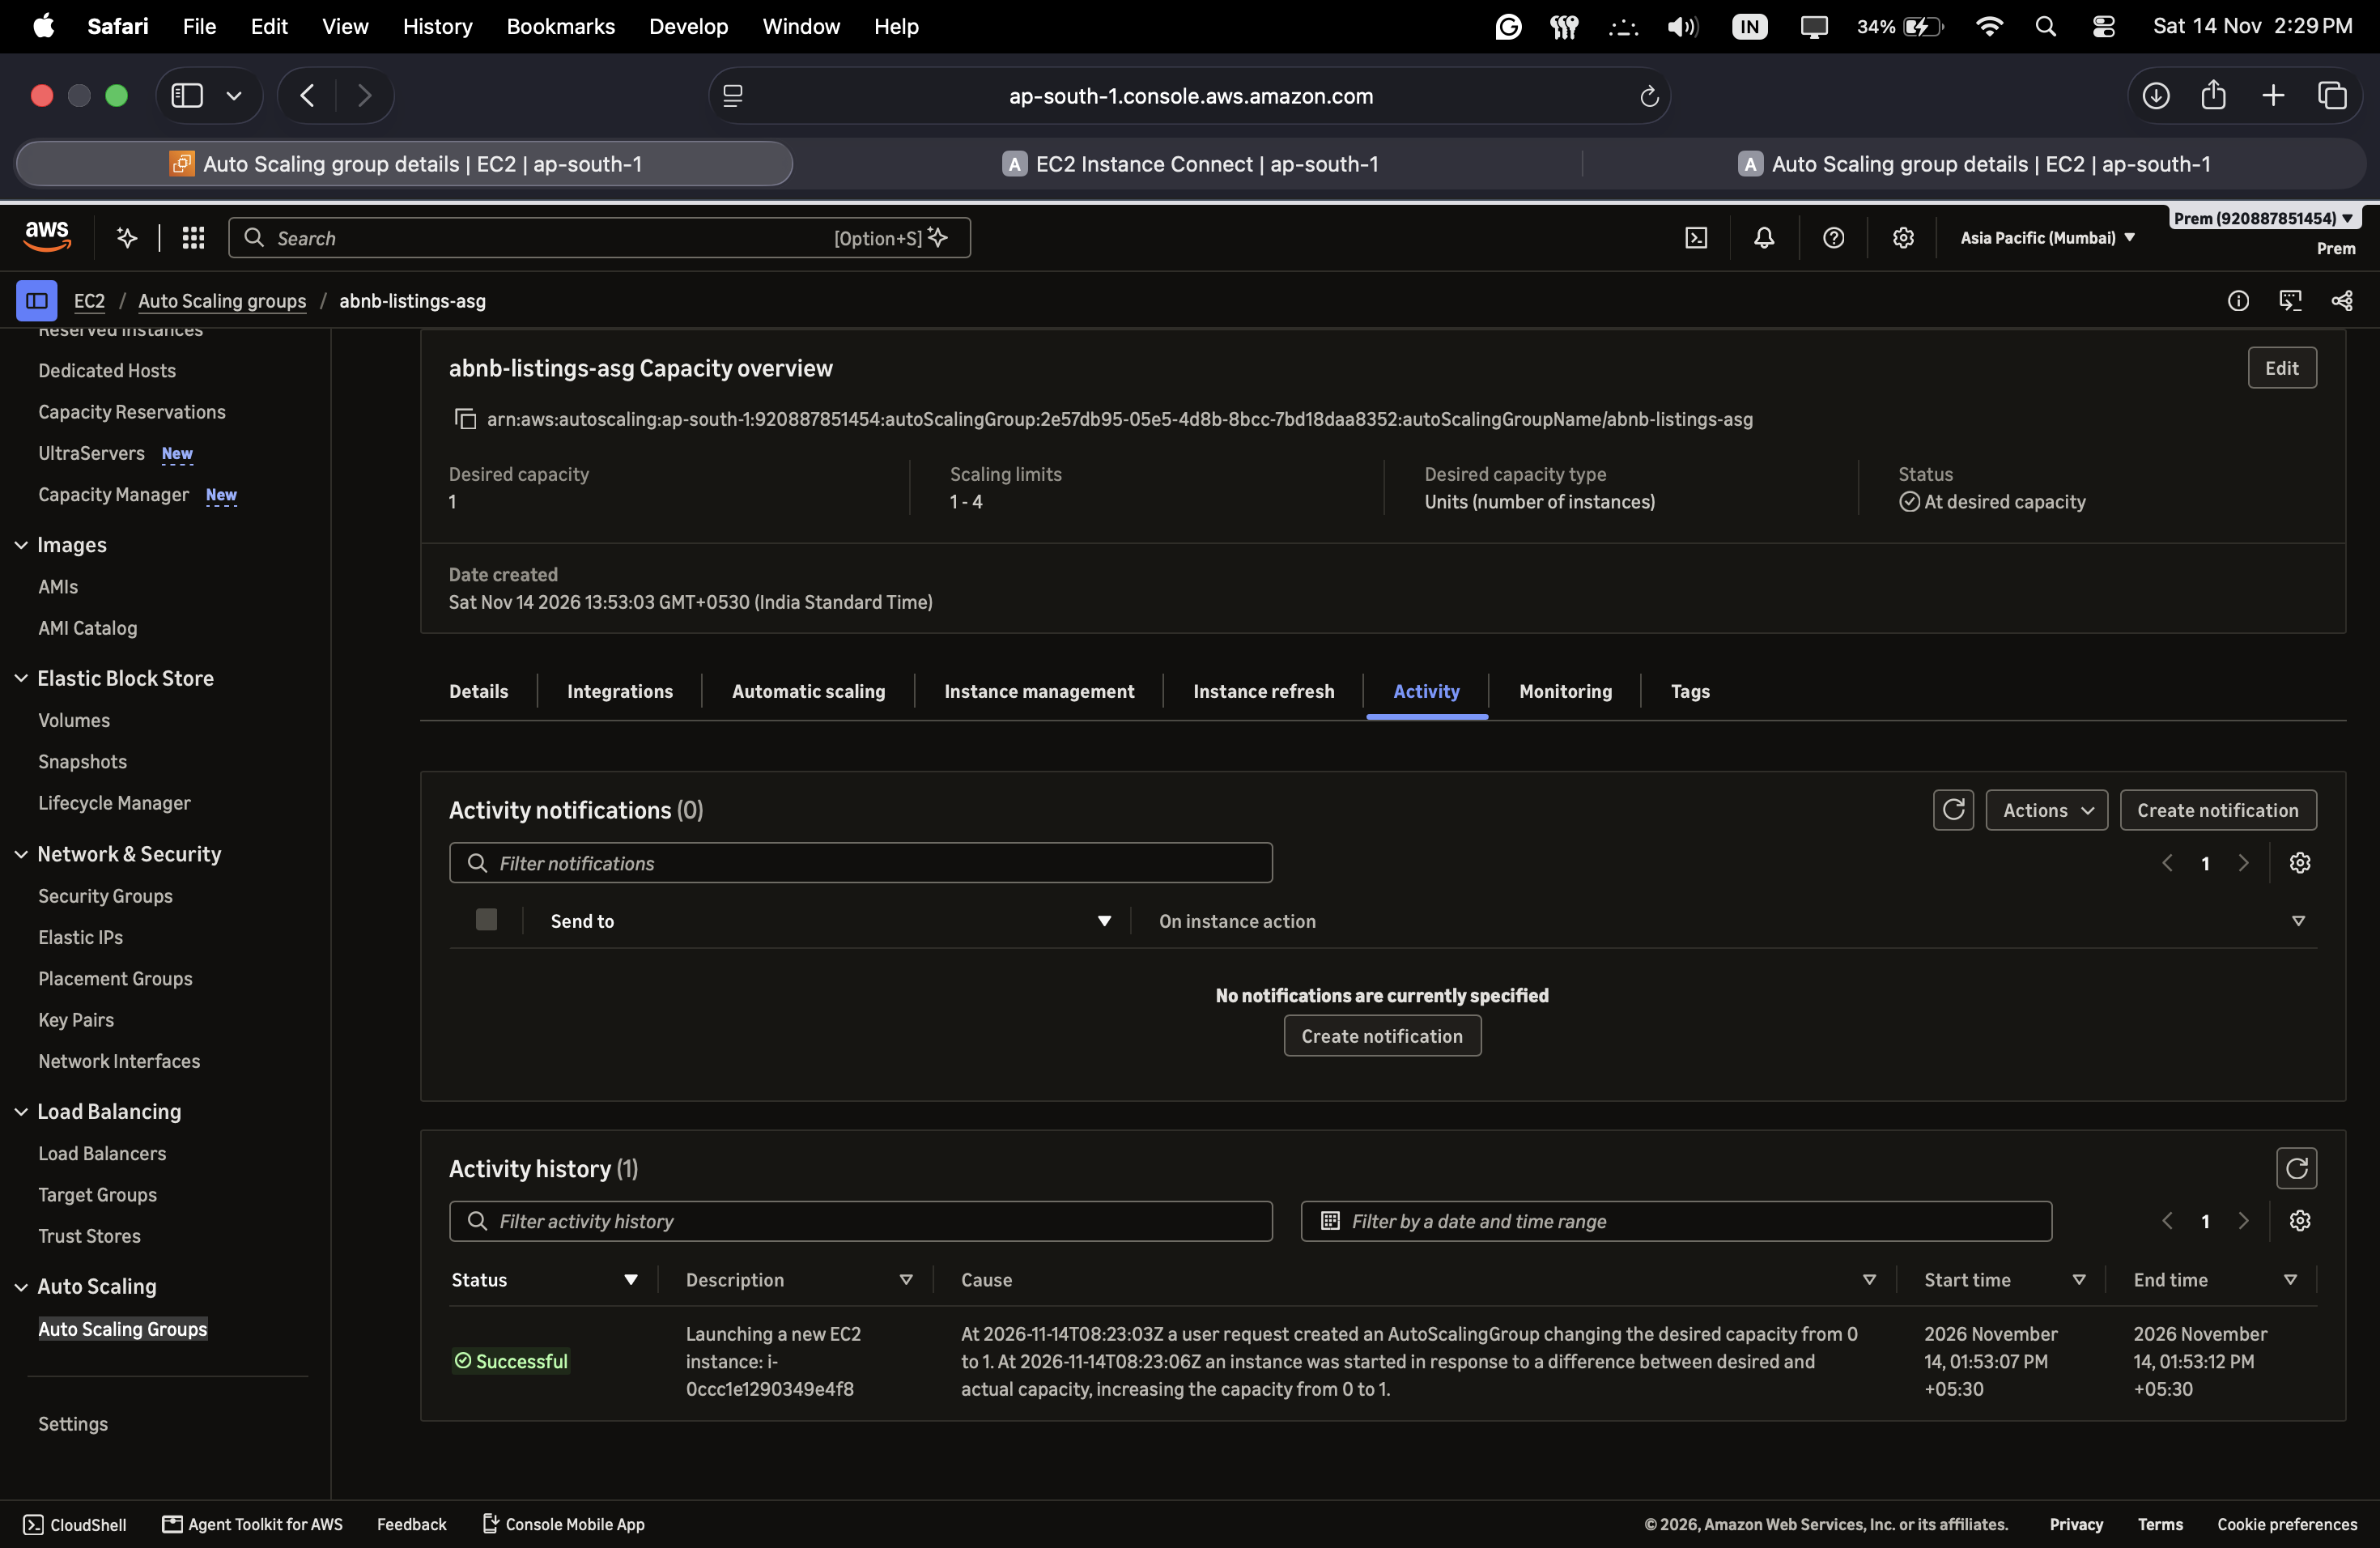 Safari File Edit View History Bookmarks Develop Window Help IN 34% Sat 14 Nov 2:29 PM
ap-south-1.console.aws.amazon.com
Auto Scaling group details | EC2 | ap-south-1
A EC2 Instance Connect | ap-south-1
A Auto Scaling group details | EC2 | ap-south-1
aws Search [Option+S] Asia Pacific (Mumbai) Prem (920887851454)
Prem
EC2 / Auto Scaling groups / abnb-listings-asg
Reserved Instances
Dedicated Hosts
Capacity Reservations
UltraServers New
Capacity Manager New
Images
AMIs
AMI Catalog
Elastic Block Store
Volumes
Snapshots
Lifecycle Manager
Network & Security
Security Groups
Elastic IPs
Placement Groups
Key Pairs
Network Interfaces
Load Balancing
Load Balancers
Target Groups
Trust Stores
Auto Scaling
Auto Scaling Groups
Settings
abnb-listings-asg Capacity overview
Edit
arn:aws:autoscaling:ap-south-1:920887851454:autoScalingGroup:2e57db95-05e5-4d8b-8bcc-7bd18daa8352:autoScalingGroupName/abnb-listings-asg
Desired capacity
1
Scaling limits
1 - 4
Desired capacity type
Units (number of instances)
Status
At desired capacity
Date created
Sat Nov 14 2026 13:53:03 GMT+0530 (India Standard Time)
Details Integrations Automatic scaling Instance management Instance refresh Activity Monitoring Tags
Activity notifications (0)
Actions Create notification
Filter notifications
1
Send to On instance action
No notifications are currently specified
Create notification
Activity history (1)
Filter activity history
Filter by a date and time range
1
Status Description Cause Start time End time
Successful
Launching a new EC2
instance: i-
0ccc1e1290349e4f8
At 2026-11-14T08:23:03Z a user request created an AutoScalingGroup changing the desired capacity from 0
to 1. At 2026-11-14T08:23:06Z an instance was started in response to a difference between desired and
actual capacity, increasing the capacity from 0 to 1.
2026 November
14, 01:53:07 PM
+05:30
2026 November
14, 01:53:12 PM
+05:30
CloudShell Agent Toolkit for AWS Feedback Console Mobile App © 2026, Amazon Web Services, Inc. or its affiliates. Privacy Terms Cookie preferences